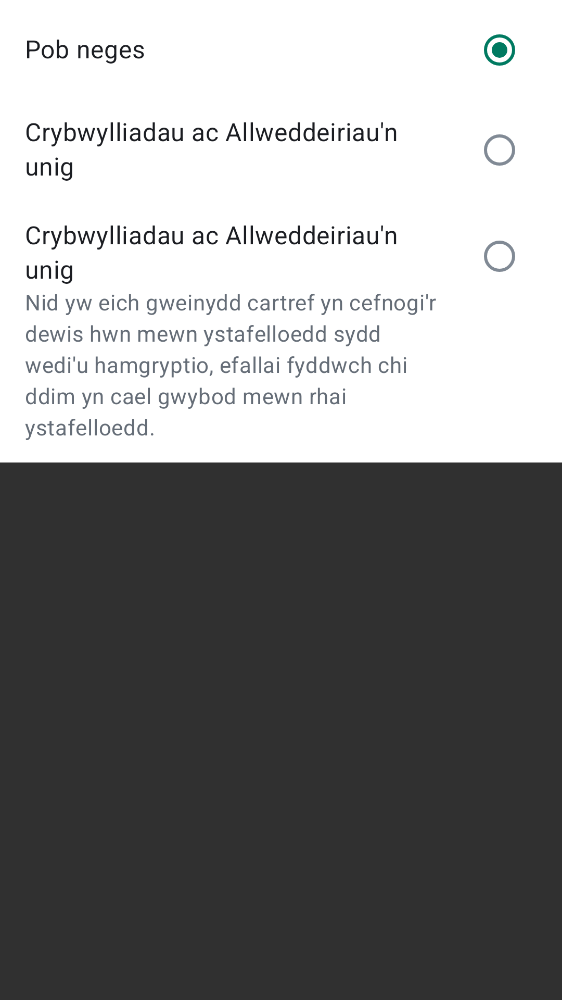 Pob neges
Crybwylliadau ac Allweddeiriau'n
unig
Crybwylliadau ac Allweddeiriau'n
unig
Nid yw eich gweinydd cartref yn cefnogi'r
dewis hwn mewn ystafelloedd sydd
wedi'u hamgryptio, efallai fyddwch chi
ddim yn cael gwybod mewn rhai
ystafelloedd.